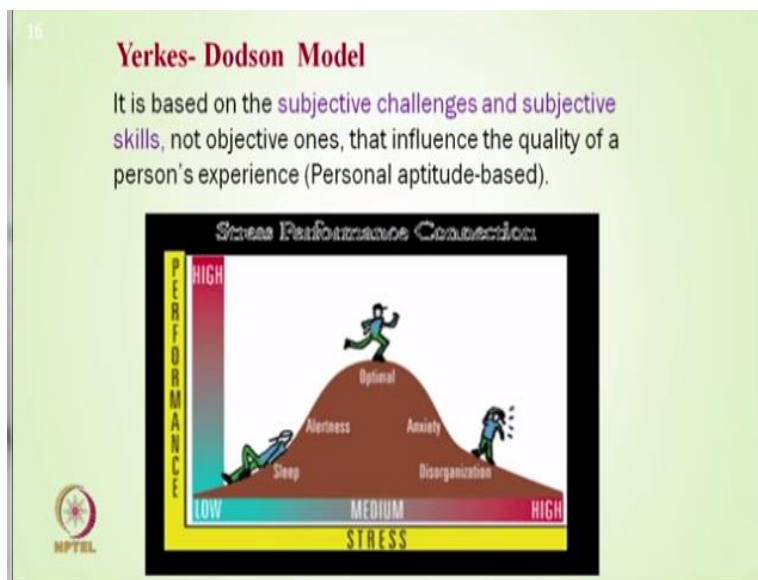 16
Yerkes- Dodson Model
It is based on the subjective challenges and subjective
skills, not objective ones, that influence the quality of a
person's experience (Personal aptitude-based).
Stress Performance Connection
PERFORMANCE
HIGH
Optimal
Alertness
Anxiety
Sleep
Disorganization
LOW
MEDIUM
HIGH
STRESS
NPTEL